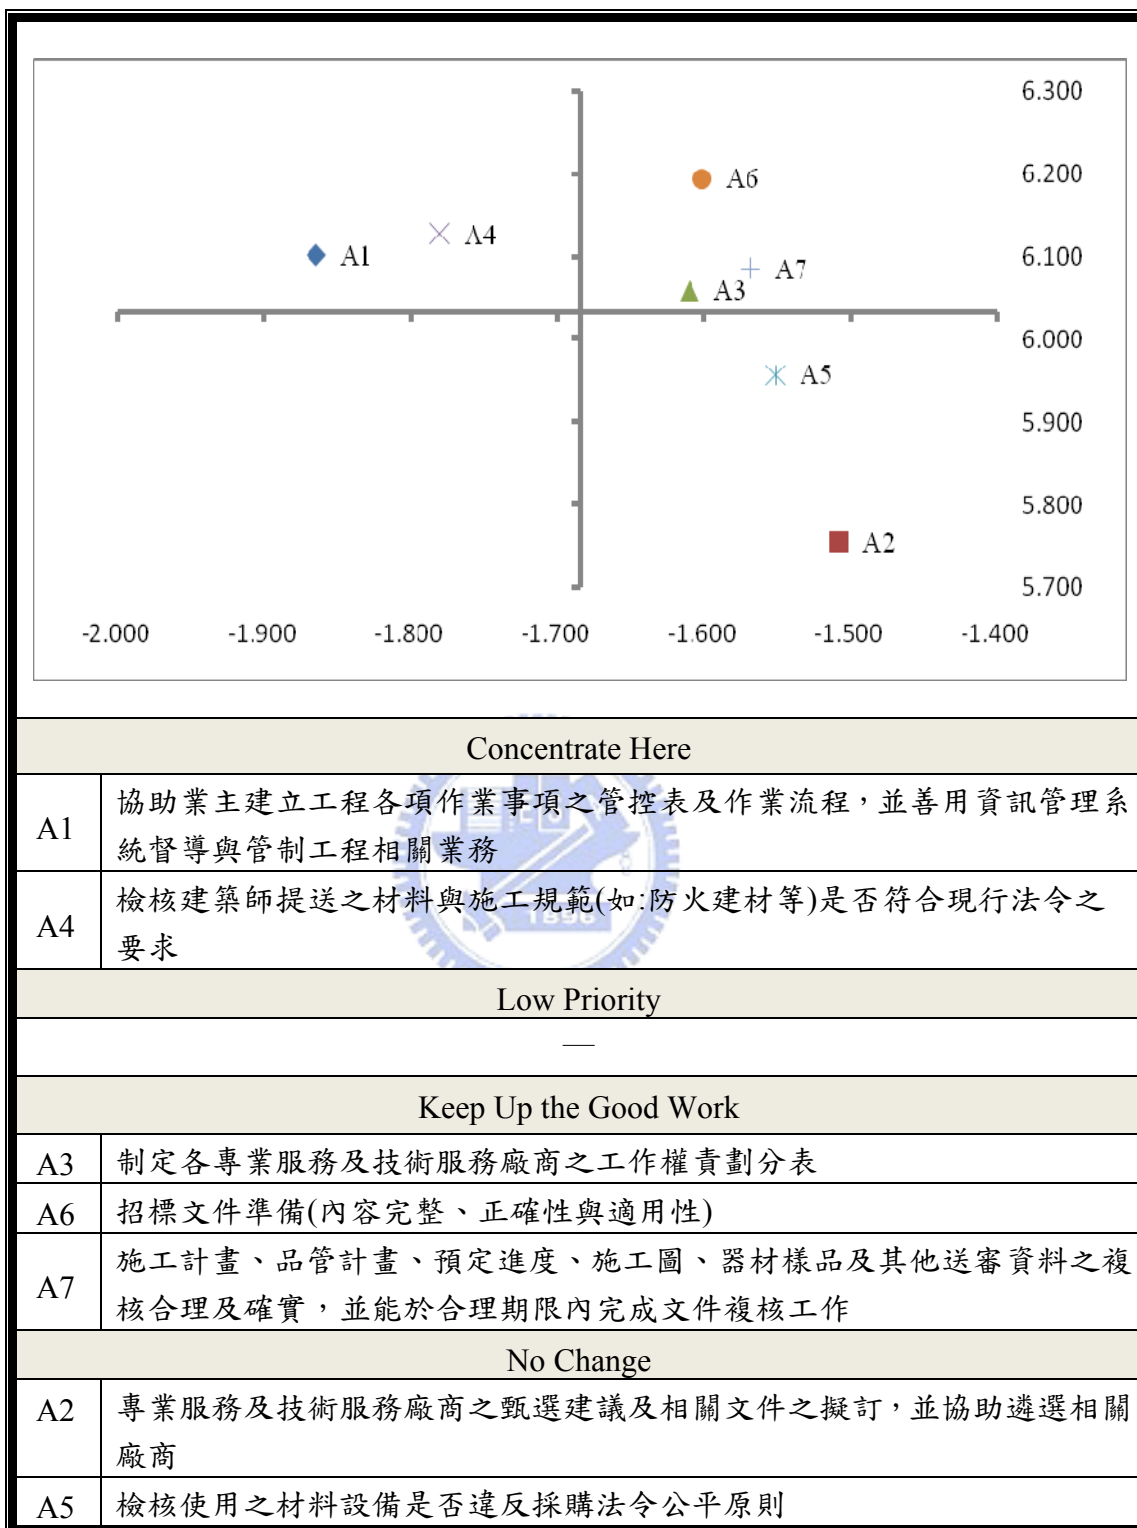 6.300
A6
6.200
A4
A1
6.100
A7
A3
6.000
A5
5.900
5.800
A2
5.700
-2.000 -1.900 -1.800 -1.700 -1.600 -1.500 -1.400
Concentrate Here
A1 協助業主建立工程各項作業事項之管控表及作業流程，並善用資訊管理系
統督導與管制工程相關業務
A4 檢核建築師提送之材料與施工規範(如:防火建材等)是否符合現行法令之
要求
1896
Low Priority
—
Keep Up the Good Work
A3 制定各專業服務及技術服務廠商之工作權責劃分表
A6 招標文件準備(內容完整、正確性與適用性)
A7 施工計畫、品管計畫、預定進度、施工圖、器材樣品及其他送審資料之複
核合理及確實，並能於合理期限內完成文件複核工作
No Change
A2 專業服務及技術服務廠商之甄選建議及相關文件之擬訂，並協助遴選相關
廠商
A5 檢核使用之材料設備是否違反採購法令公平原則